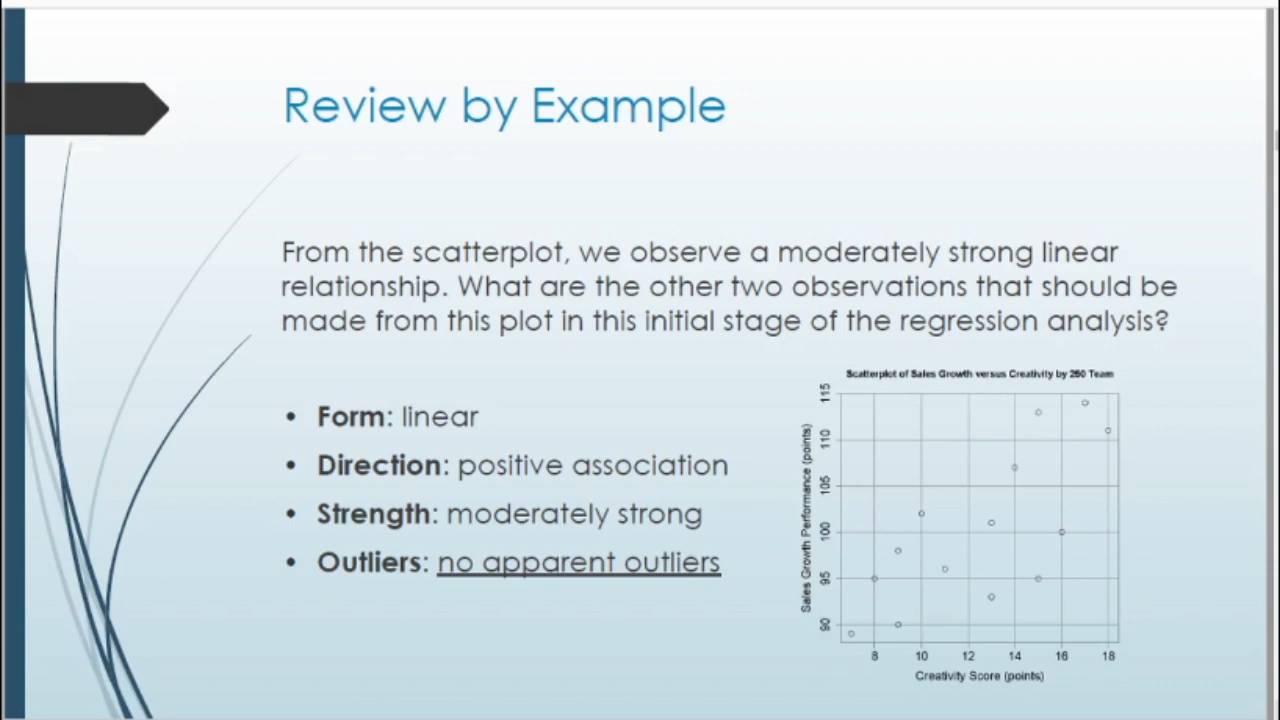 Review by Example
From the scatterplot, we observe a moderately strong linear
relationship. What are the other two observations that should be
made from this plot in this initial stage of the regression analysis?
• Form: linear
• Direction: positive association
• Strength: moderately strong
• Outliers: no apparent outliers
Scatterplot of Sales Growth versus Creativity by 250 Team
Sales Growth Performance (points)
115
110
105
100
95
90
8 10 12 14 16 18
Creativity Score (points)